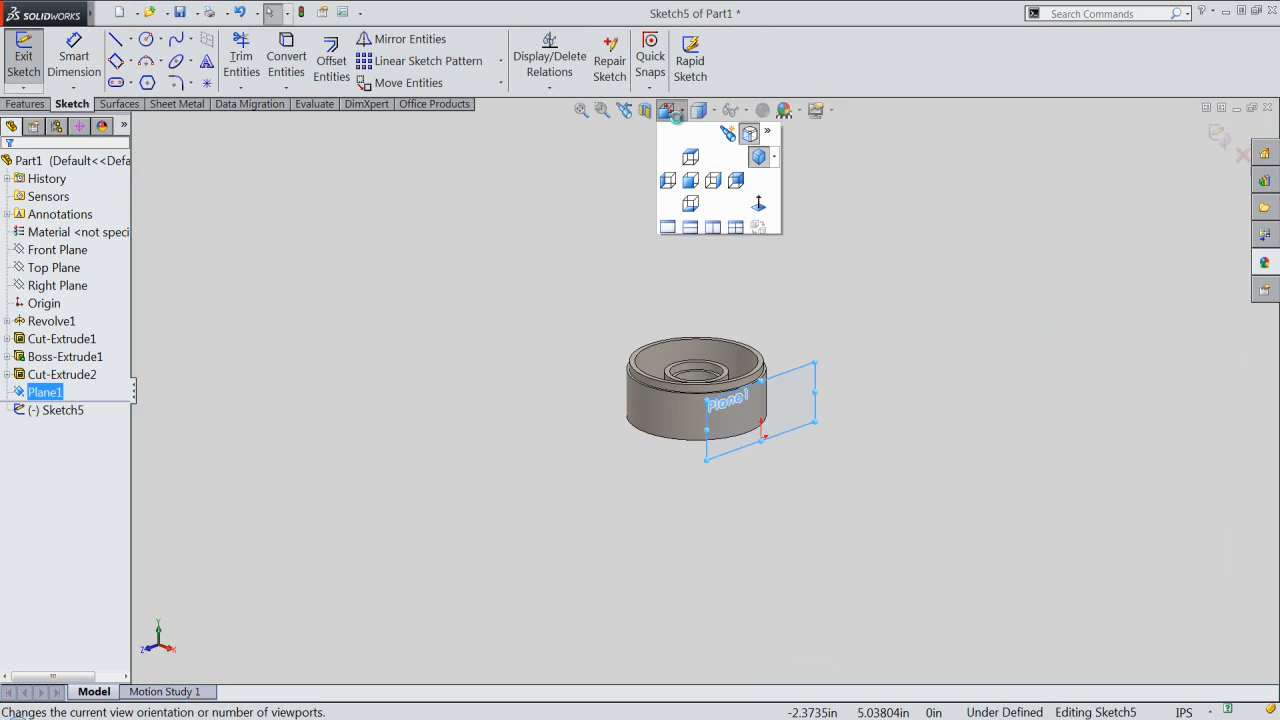 SOLIDWORKS
Sketch5 of Part1 *
Search Commands
Exit Sketch
Smart Dimension
Trim Entities
Convert Entities
Offset Entities
Mirror Entities
Linear Sketch Pattern
Move Entities
Display/Delete Relations
Repair Sketch
Quick Snaps
Rapid Sketch
Features
Sketch
Surfaces
Sheet Metal
Data Migration
Evaluate
DimXpert
Office Products
Part1 (Default<<Defa
History
Sensors
Annotations
Material <not speci
Front Plane
Top Plane
Right Plane
Origin
Revolve1
Cut-Extrude1
Boss-Extrude1
Cut-Extrude2
Plane1
(-) Sketch5
Plane1
Y
Z
X
Model
Motion Study 1
Changes the current view orientation or number of viewports.
-2.3735in
5.03804in
0in
Under Defined
Editing Sketch5
IPS